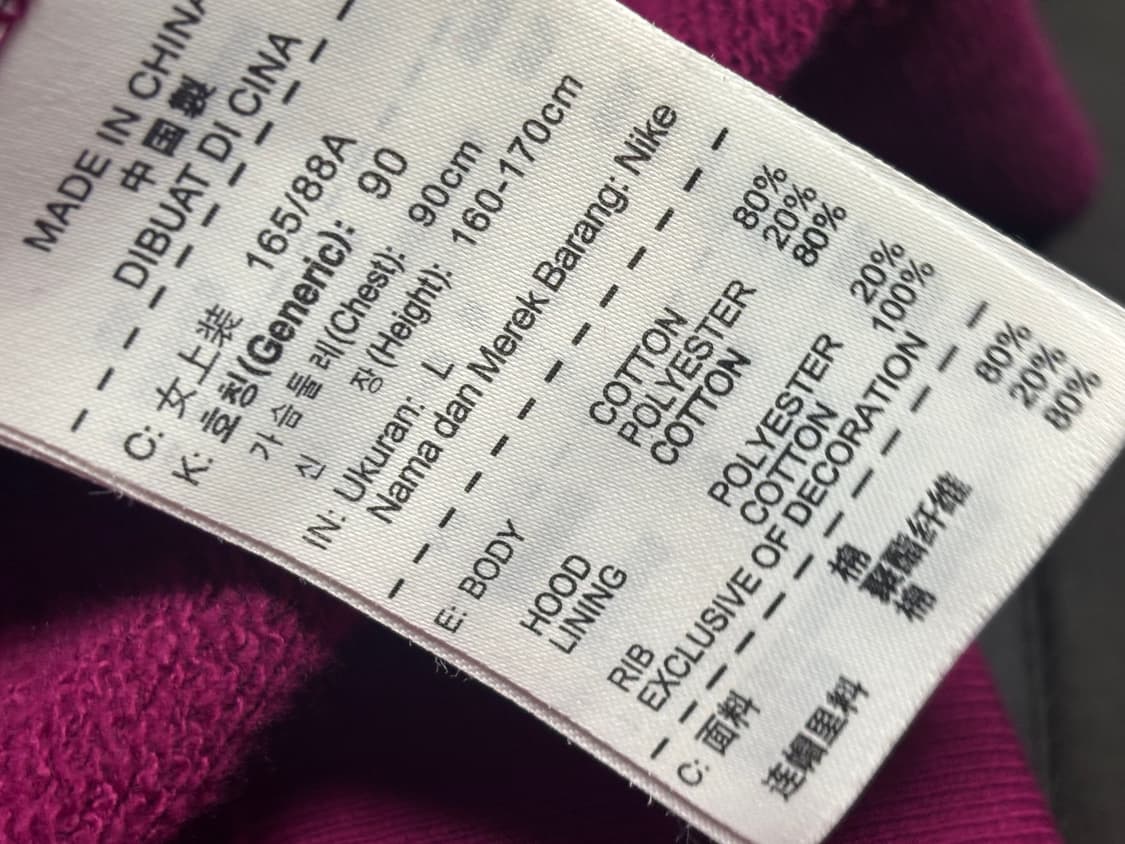 MADE IN CHINA
中国製
DIBUAT DI CINA
C: 女上装 165/88A
K: 호칭(Generic): 90
가슴둘레(Chest): 90cm
신 장(Height): 160-170cm
IN: Ukuran: L
Nama dan Merek Barang: Nike
E: BODY COTTON 80%
POLYESTER 20%
HOOD LINING COTTON 80%
POLYESTER 20%
RIB COTTON 100%
EXCLUSIVE OF DECORATION
C: 面料 棉 80%
聚酯纤维 20%
连帽里料 棉 80%